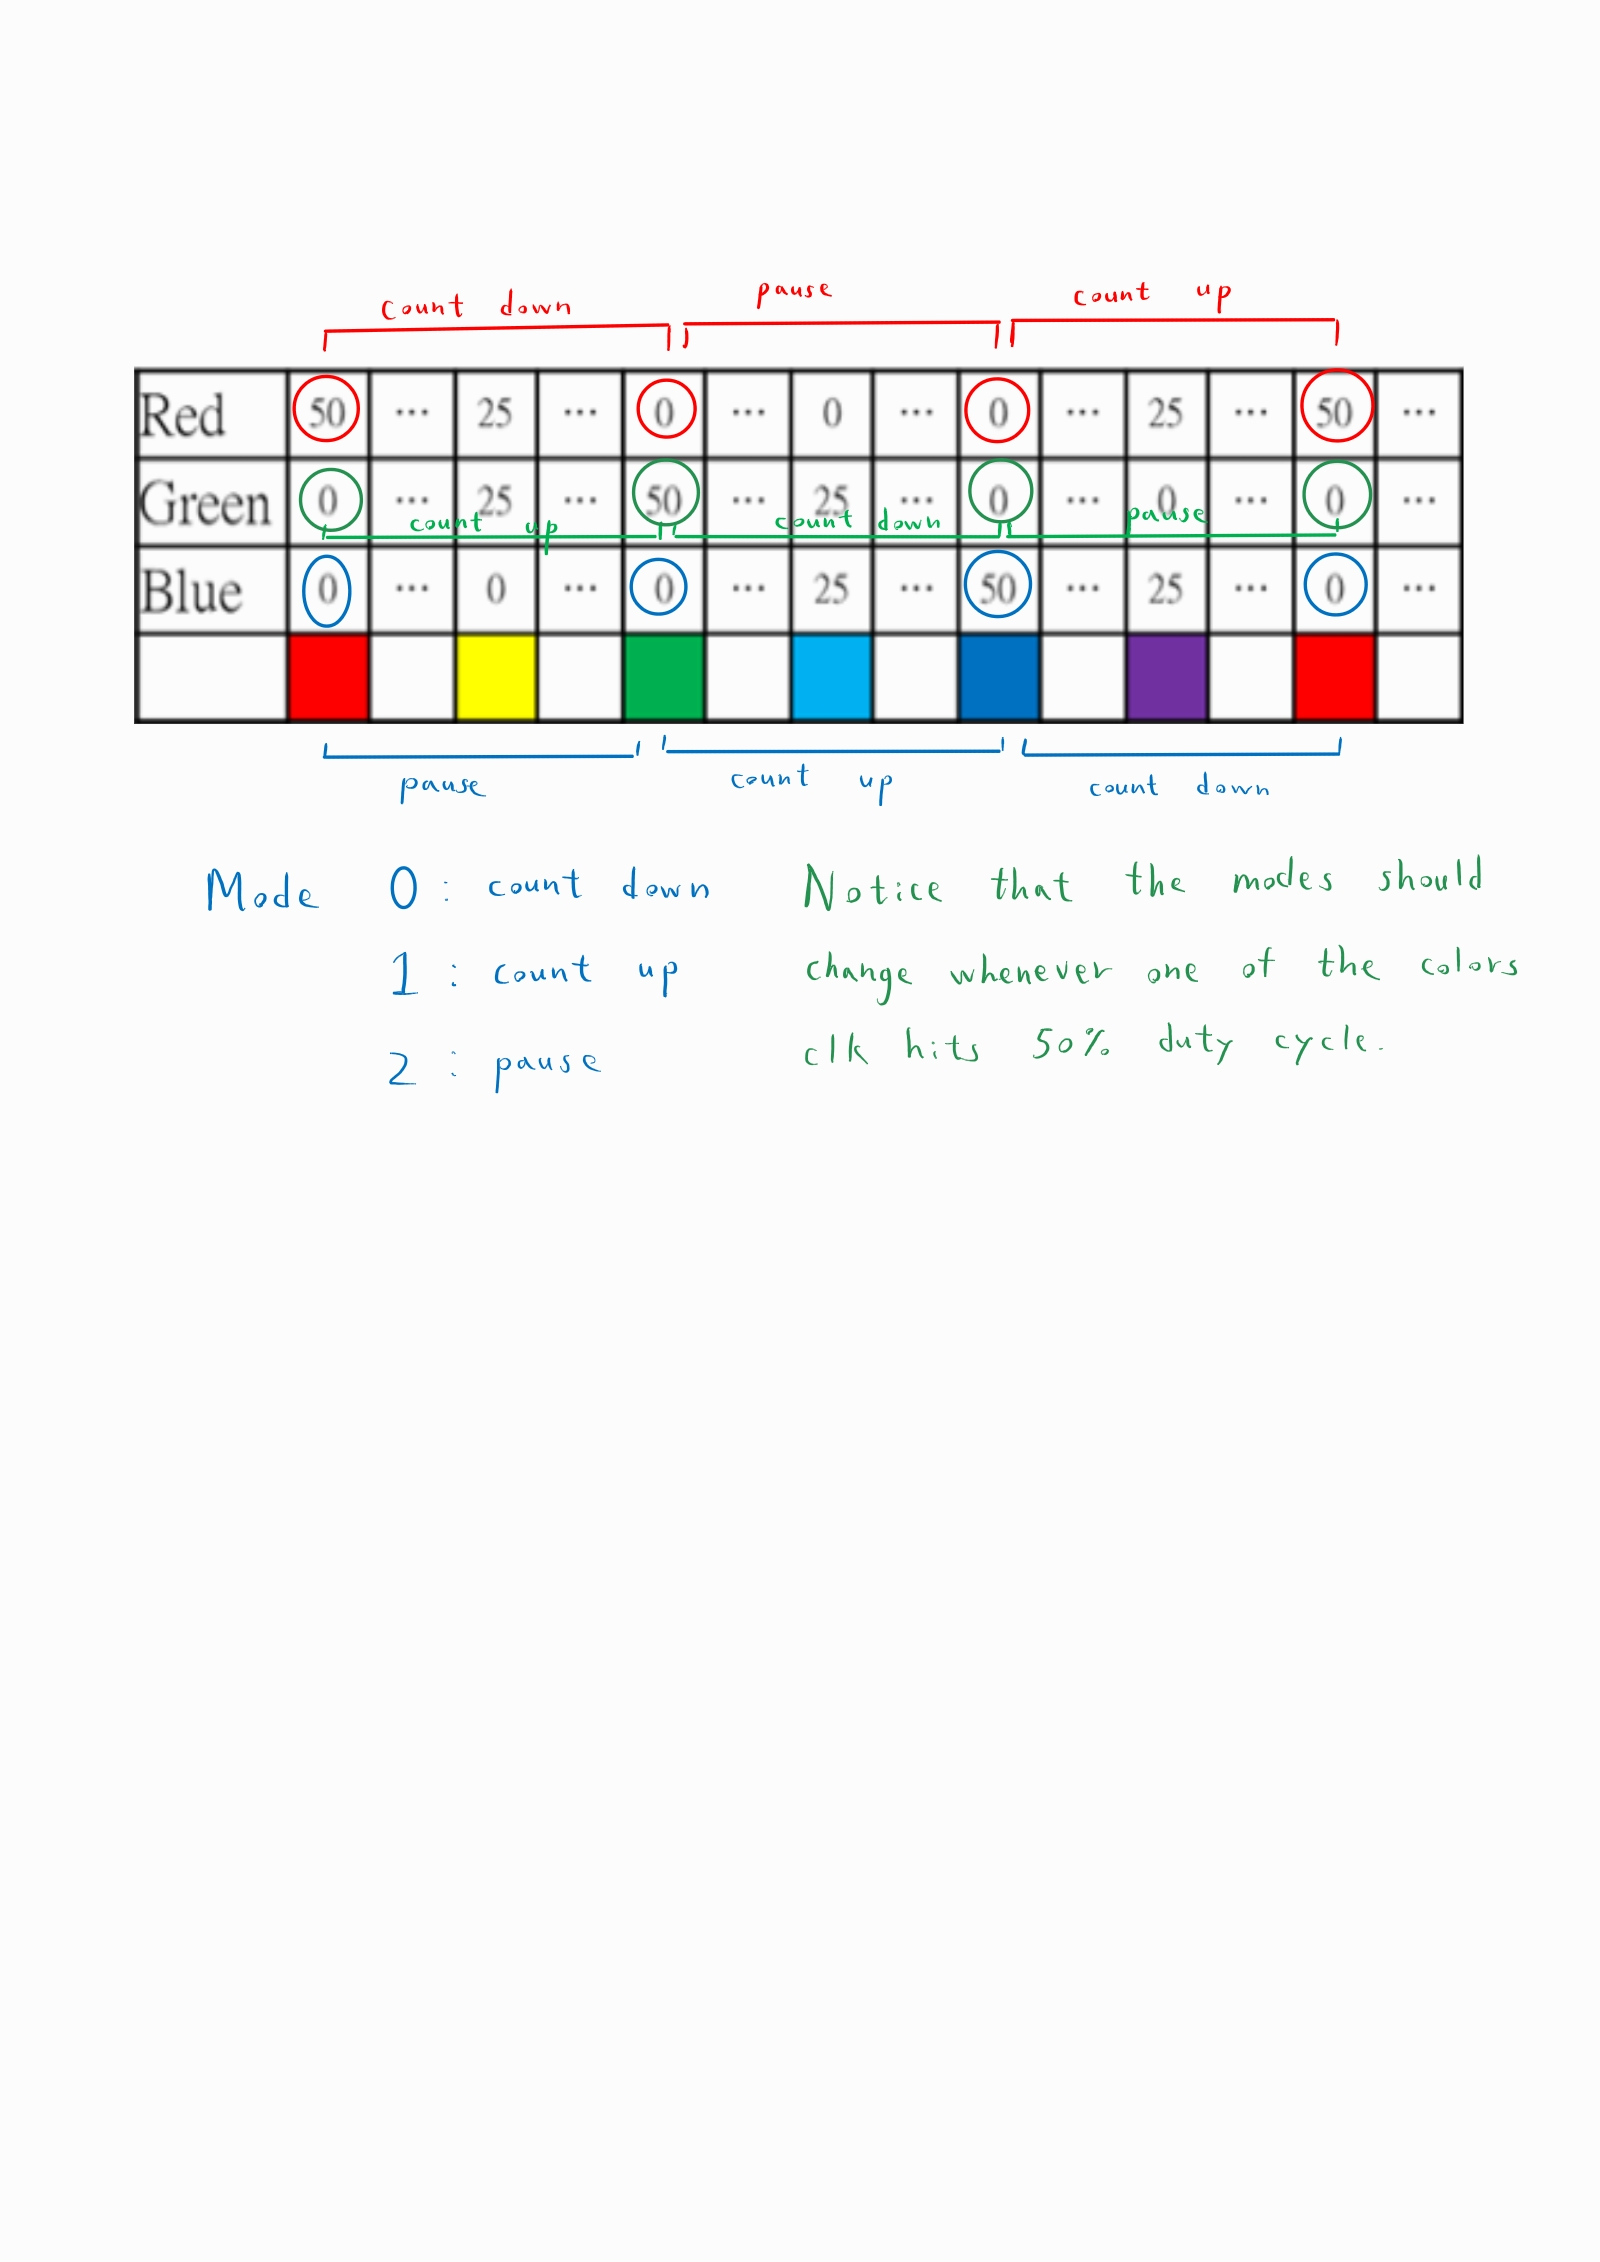 count down pause count up
Red 50 ... 25 ... 0 ... 0 ... 0 ... 25 ... 50 ...
Green 0 ... 25 ... 50 ... 25 ... 0 ... 0 ... 0 ...
count up count down pause
Blue 0 ... 0 ... 0 ... 25 ... 50 ... 25 ... 0 ...
pause count up count down
Mode 0 : count down
1 : count up
2 : pause
Notice that the modes should
change whenever one of the colors
clk hits 50% duty cycle.